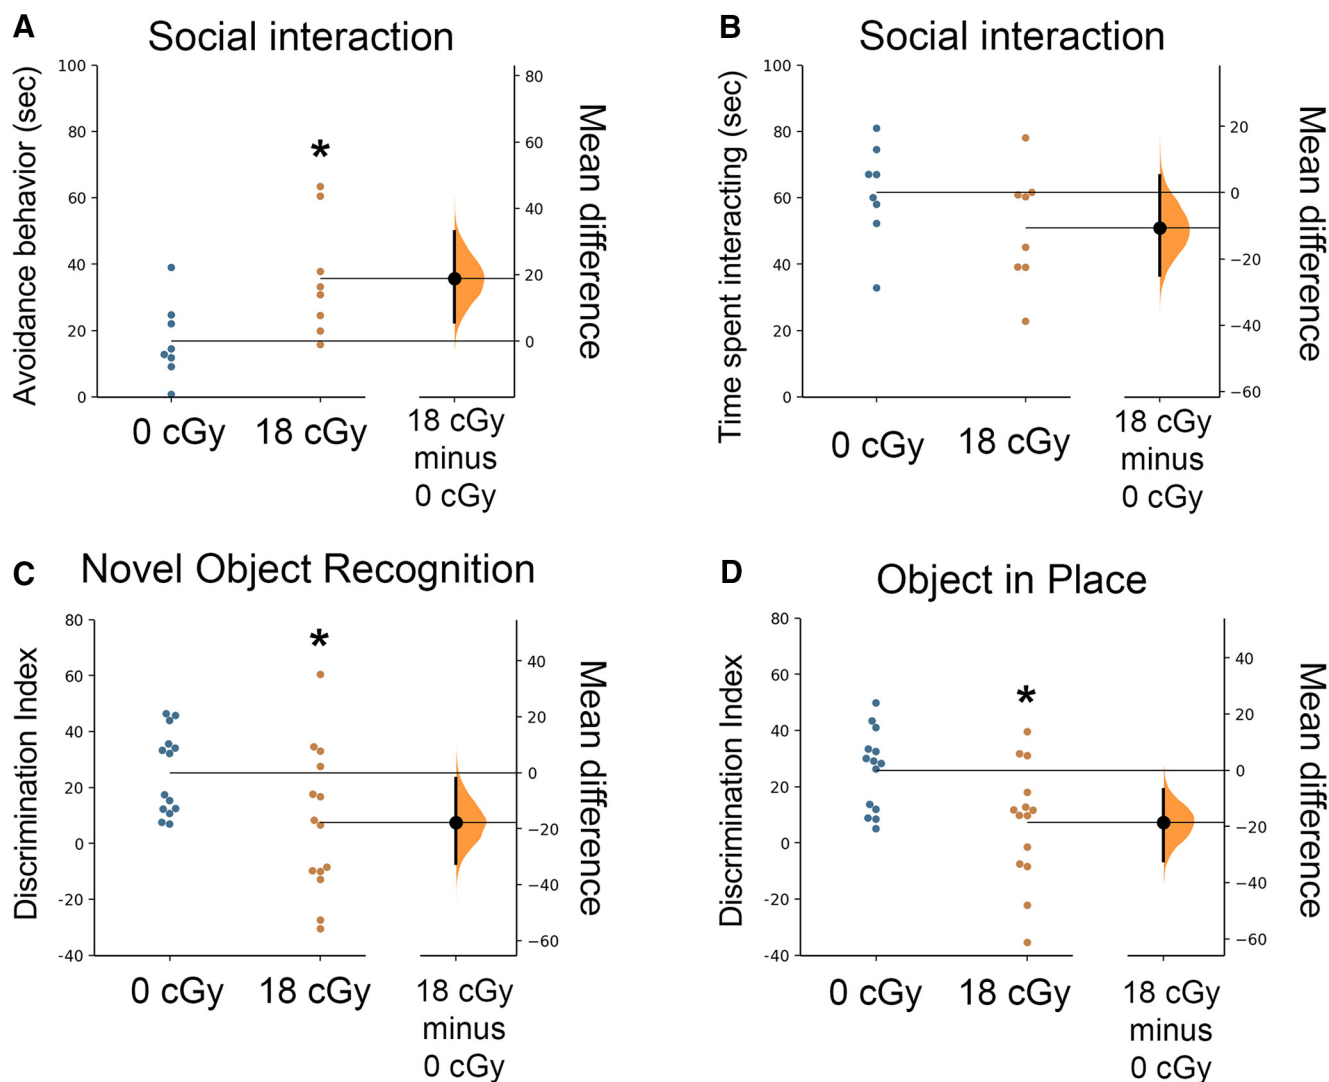 A
Social interaction
Avoidance behavior (sec)
100
80
60
40
20
0
*
80
60
40
20
0
Mean difference
0 cGy
18 cGy
18 cGy
minus
0 cGy
B
Social interaction
Time spent interacting (sec)
100
80
60
40
20
0
20
0
−20
−40
−60
Mean difference
0 cGy
18 cGy
18 cGy
minus
0 cGy
C
Novel Object Recognition
Discrimination Index
80
60
40
20
0
-20
-40
*
40
20
0
−20
−40
−60
Mean difference
0 cGy
18 cGy
18 cGy
minus
0 cGy
D
Object in Place
Discrimination Index
80
60
40
20
0
-20
-40
*
40
20
0
−20
−40
−60
Mean difference
0 cGy
18 cGy
18 cGy
minus
0 cGy